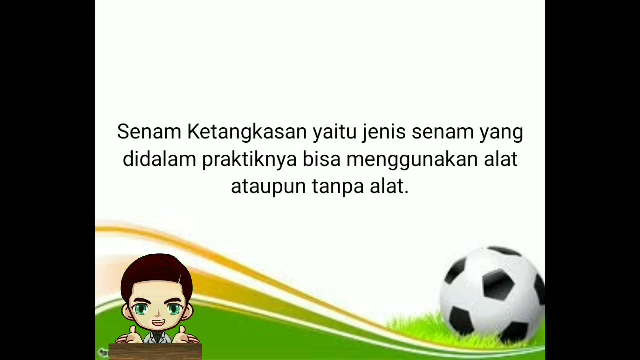 Senam Ketangkasan yaitu jenis senam yang
didalam praktiknya bisa menggunakan alat
ataupun tanpa alat.